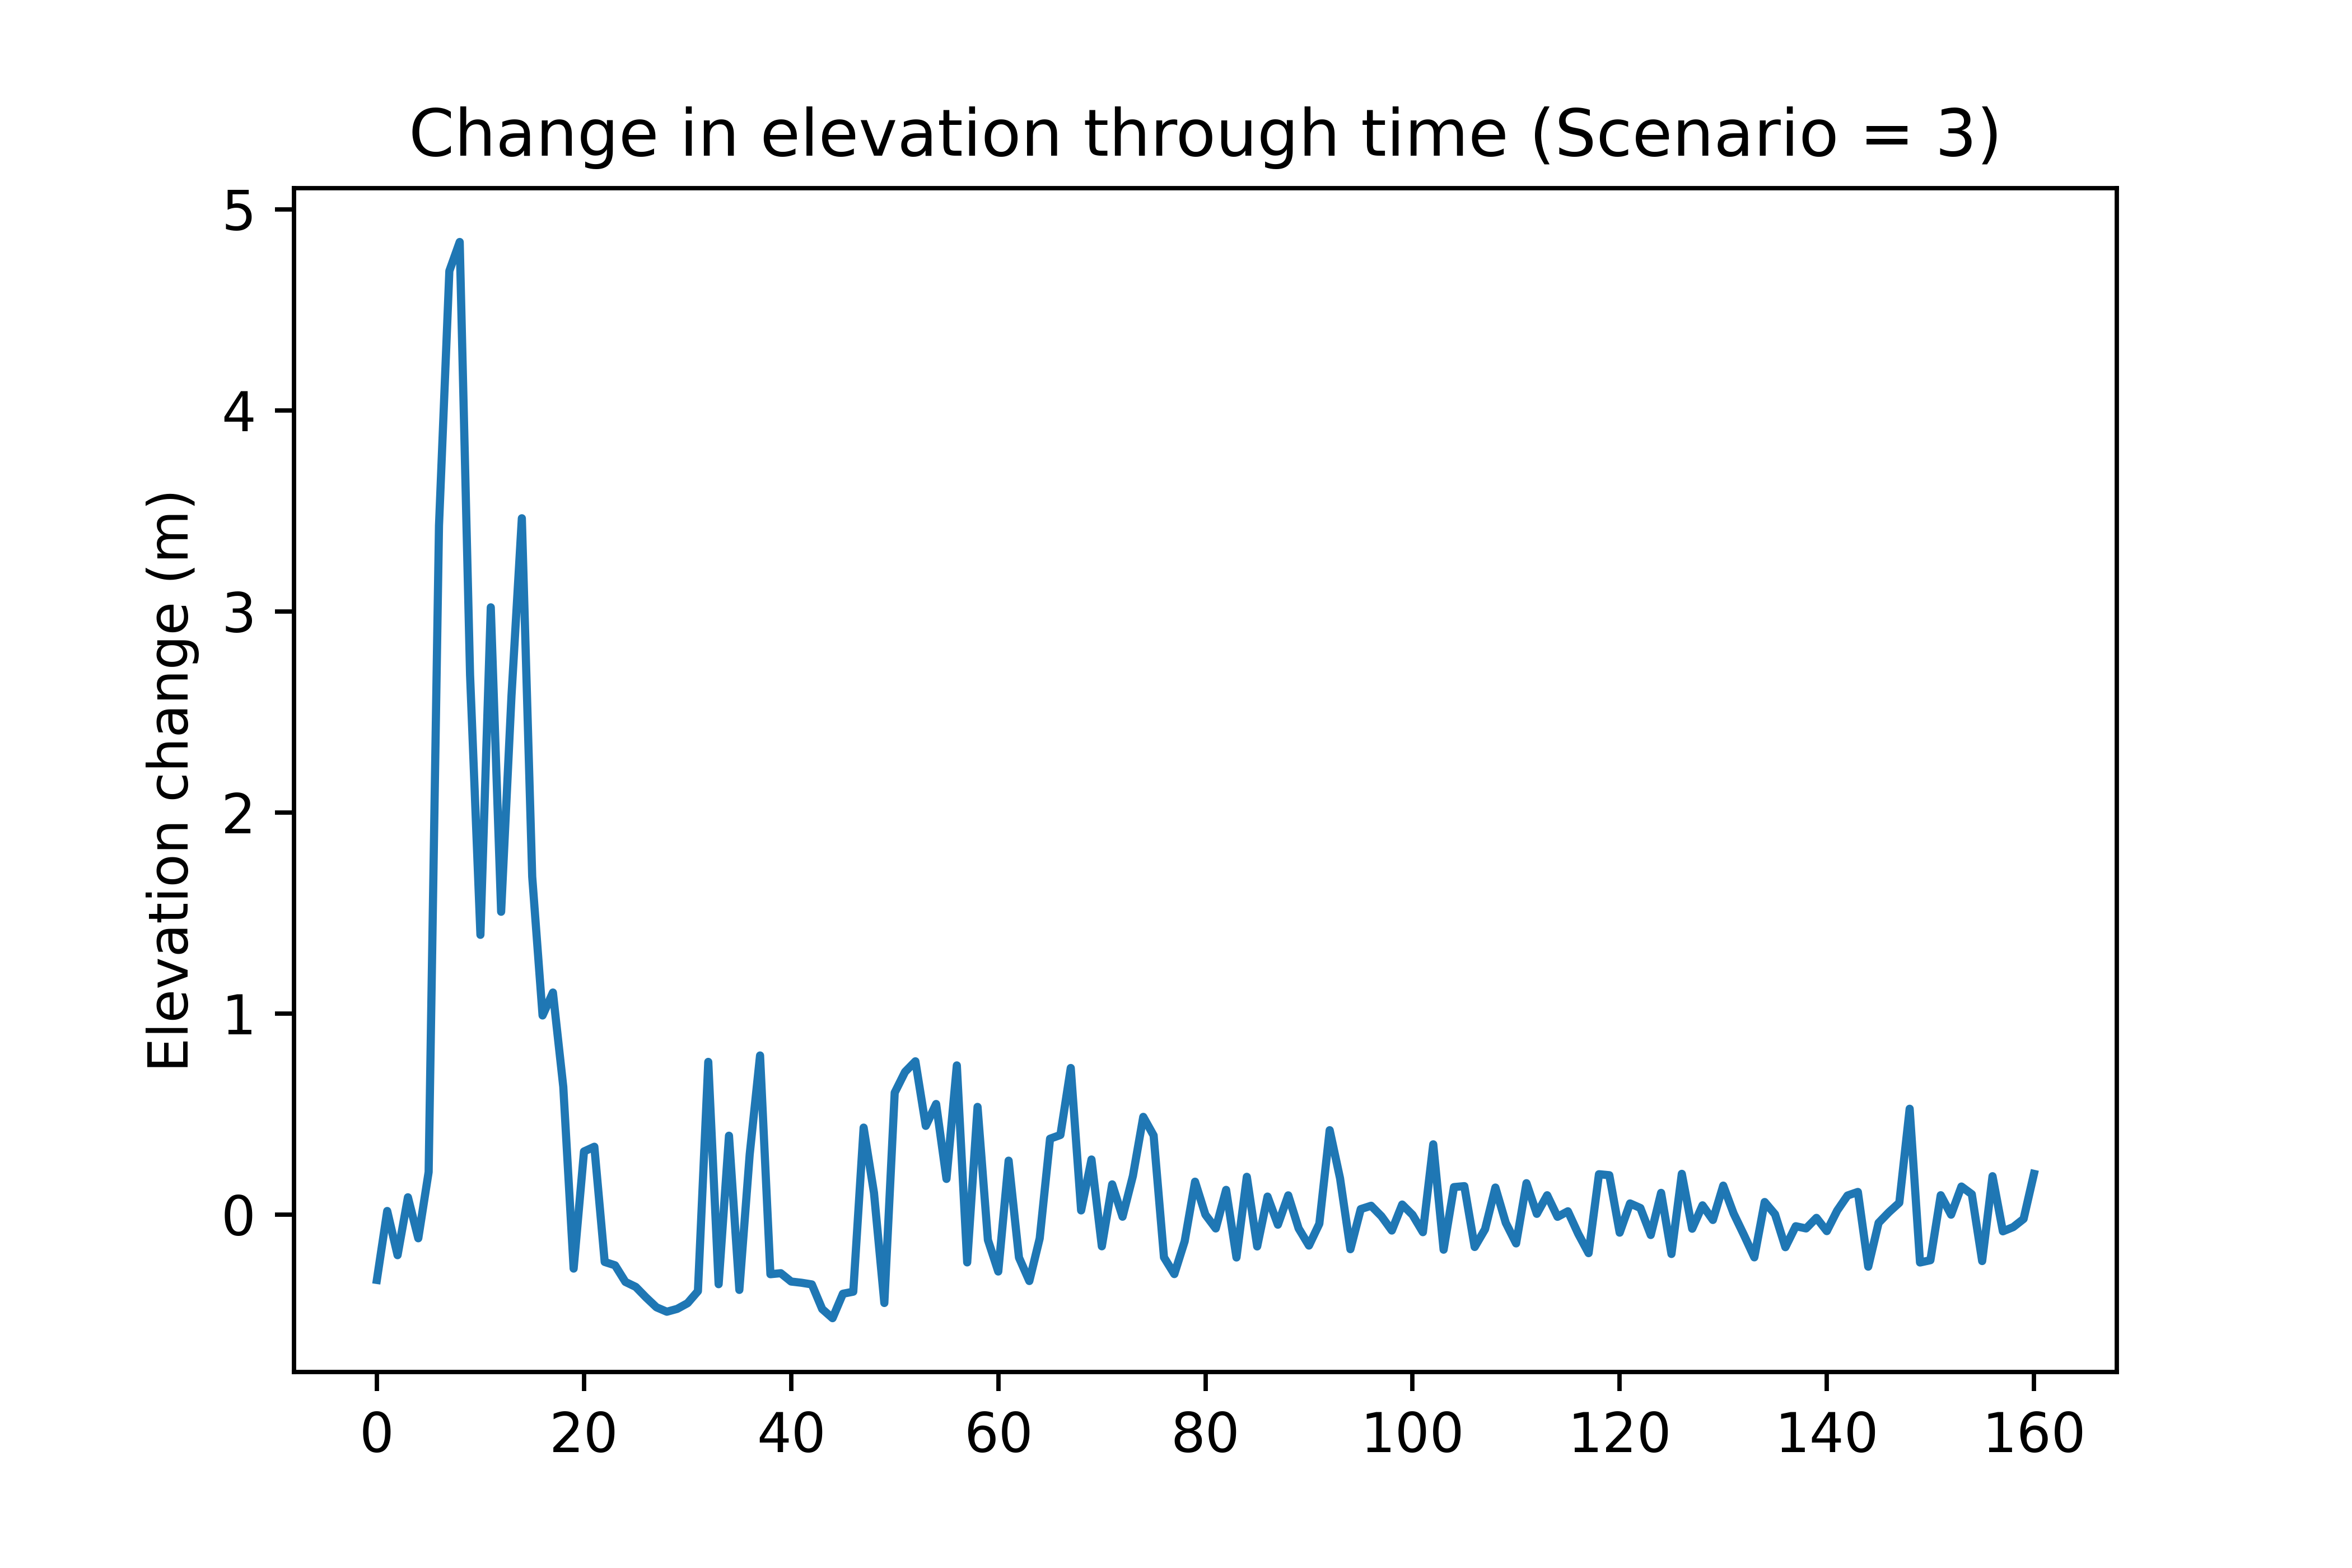 Change in elevation through time (Scenario = 3)
Elevation change (m)
5
4
3
2
1
0
0 20 40 60 80 100 120 140 160